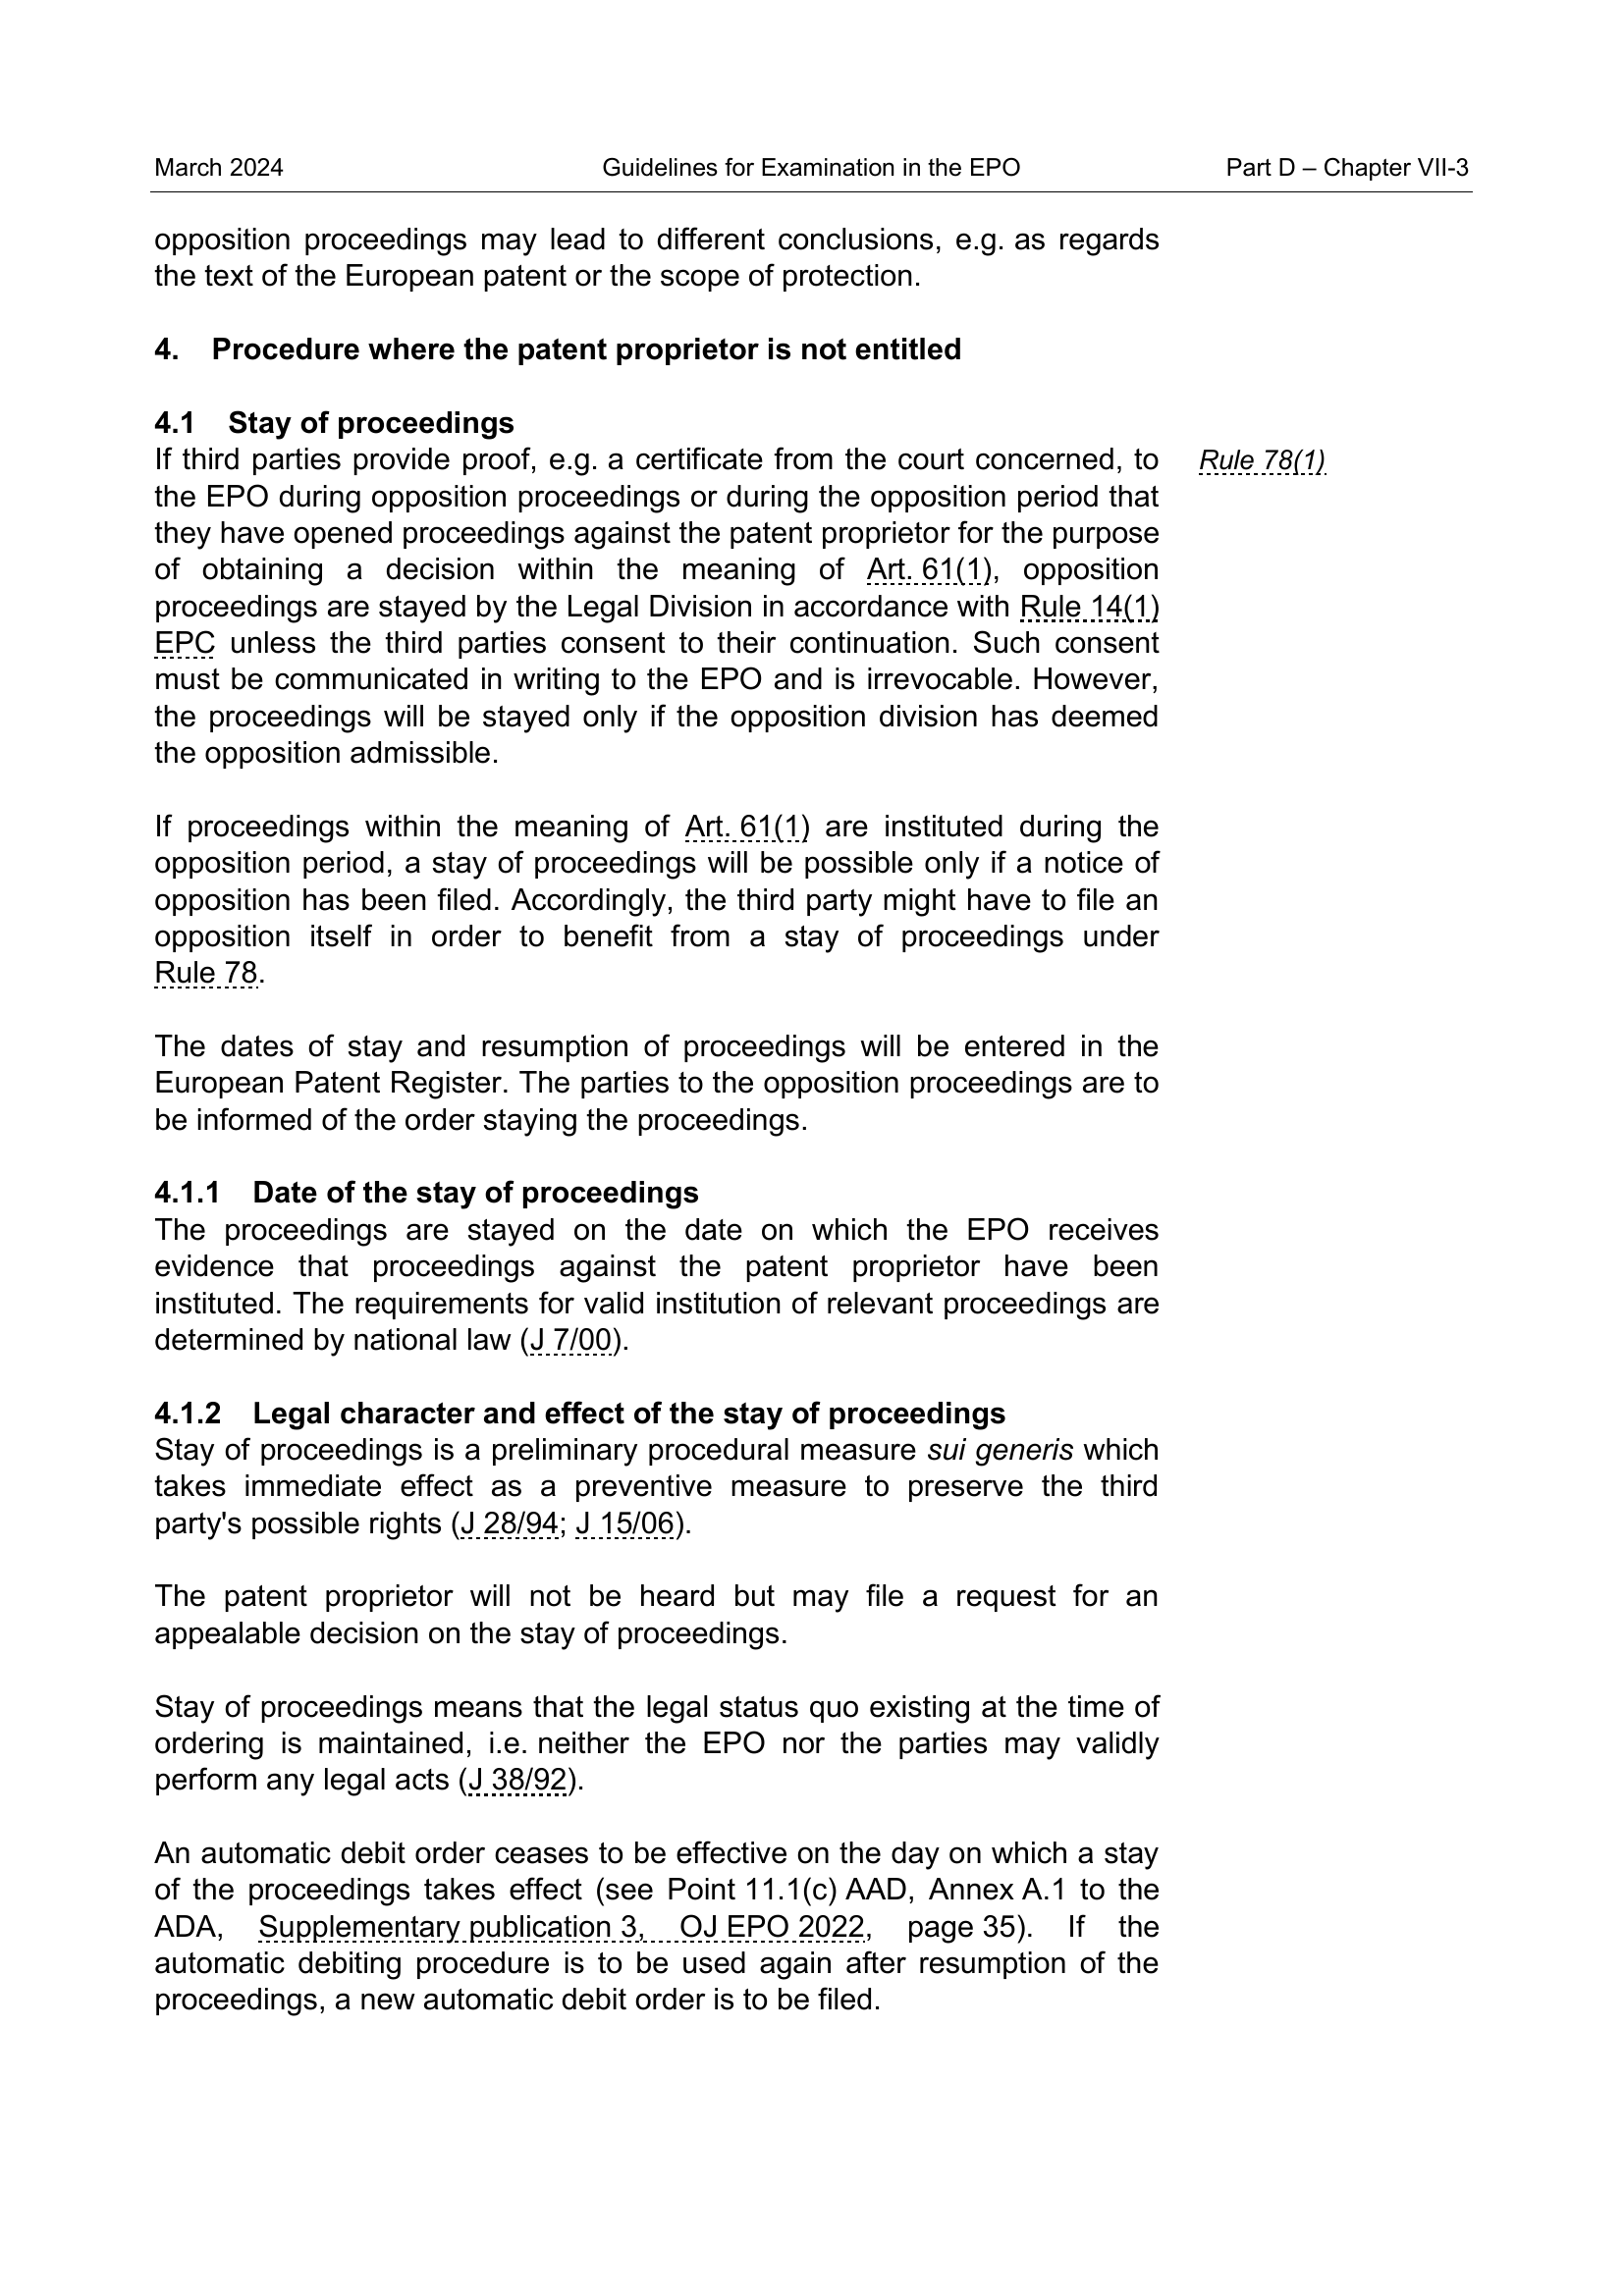 March 2024 Guidelines for Examination in the EPO Part D – Chapter VII-3
opposition proceedings may lead to different conclusions, e.g. as regards
the text of the European patent or the scope of protection.
4. Procedure where the patent proprietor is not entitled
4.1 Stay of proceedings
If third parties provide proof, e.g. a certificate from the court concerned, to
Rule 78(1)
the EPO during opposition proceedings or during the opposition period that
they have opened proceedings against the patent proprietor for the purpose
of obtaining a decision within the meaning of Art. 61(1), opposition
proceedings are stayed by the Legal Division in accordance with Rule 14(1)
EPC unless the third parties consent to their continuation. Such consent
must be communicated in writing to the EPO and is irrevocable. However,
the proceedings will be stayed only if the opposition division has deemed
the opposition admissible.
If proceedings within the meaning of Art. 61(1) are instituted during the
opposition period, a stay of proceedings will be possible only if a notice of
opposition has been filed. Accordingly, the third party might have to file an
opposition itself in order to benefit from a stay of proceedings under
Rule 78.
The dates of stay and resumption of proceedings will be entered in the
European Patent Register. The parties to the opposition proceedings are to
be informed of the order staying the proceedings.
4.1.1 Date of the stay of proceedings
The proceedings are stayed on the date on which the EPO receives
evidence that proceedings against the patent proprietor have been
instituted. The requirements for valid institution of relevant proceedings are
determined by national law (J 7/00).
4.1.2 Legal character and effect of the stay of proceedings
Stay of proceedings is a preliminary procedural measure sui generis which
takes immediate effect as a preventive measure to preserve the third
party's possible rights (J 28/94; J 15/06).
The patent proprietor will not be heard but may file a request for an
appealable decision on the stay of proceedings.
Stay of proceedings means that the legal status quo existing at the time of
ordering is maintained, i.e. neither the EPO nor the parties may validly
perform any legal acts (J 38/92).
An automatic debit order ceases to be effective on the day on which a stay
of the proceedings takes effect (see Point 11.1(c) AAD, Annex A.1 to the
ADA, Supplementary publication 3, OJ EPO 2022, page 35). If the
automatic debiting procedure is to be used again after resumption of the
proceedings, a new automatic debit order is to be filed.